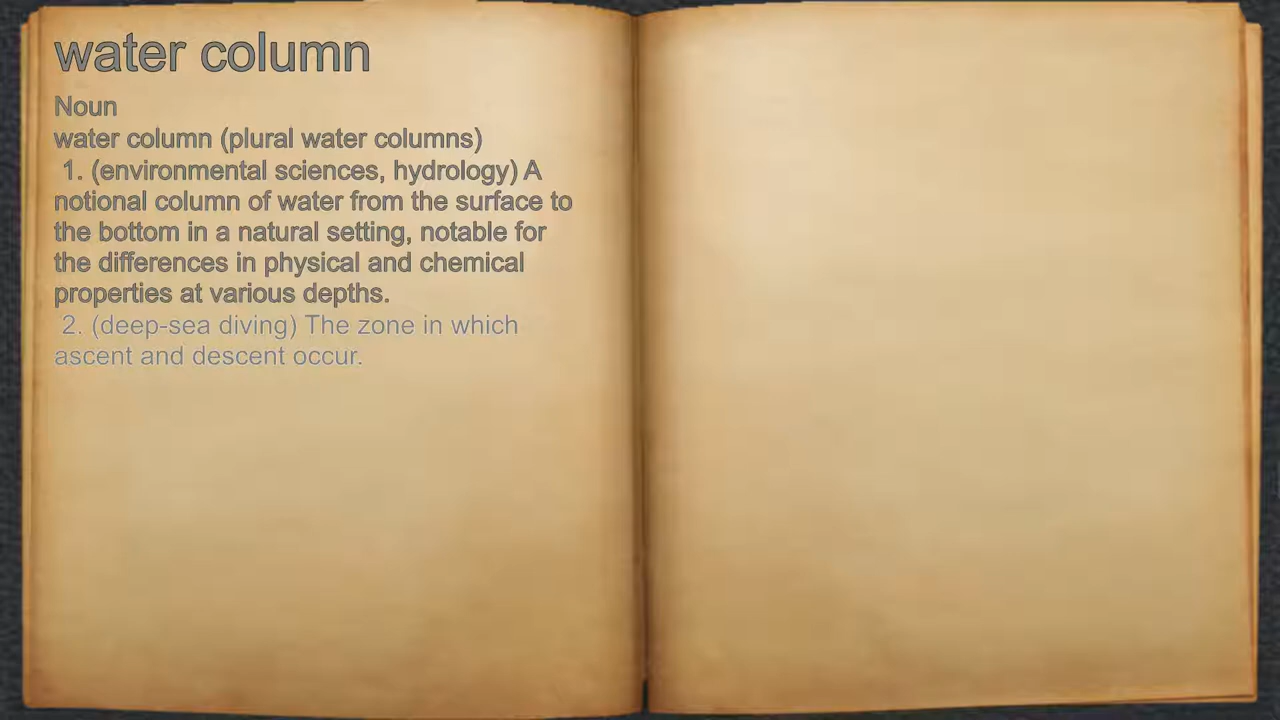 water column
Noun
water column (plural water columns)
1. (environmental sciences, hydrology) A
notional column of water from the surface to
the bottom in a natural setting, notable for
the differences in physical and chemical
properties at various depths.
2. (deep-sea diving) The zone in which
ascent and descent occur.